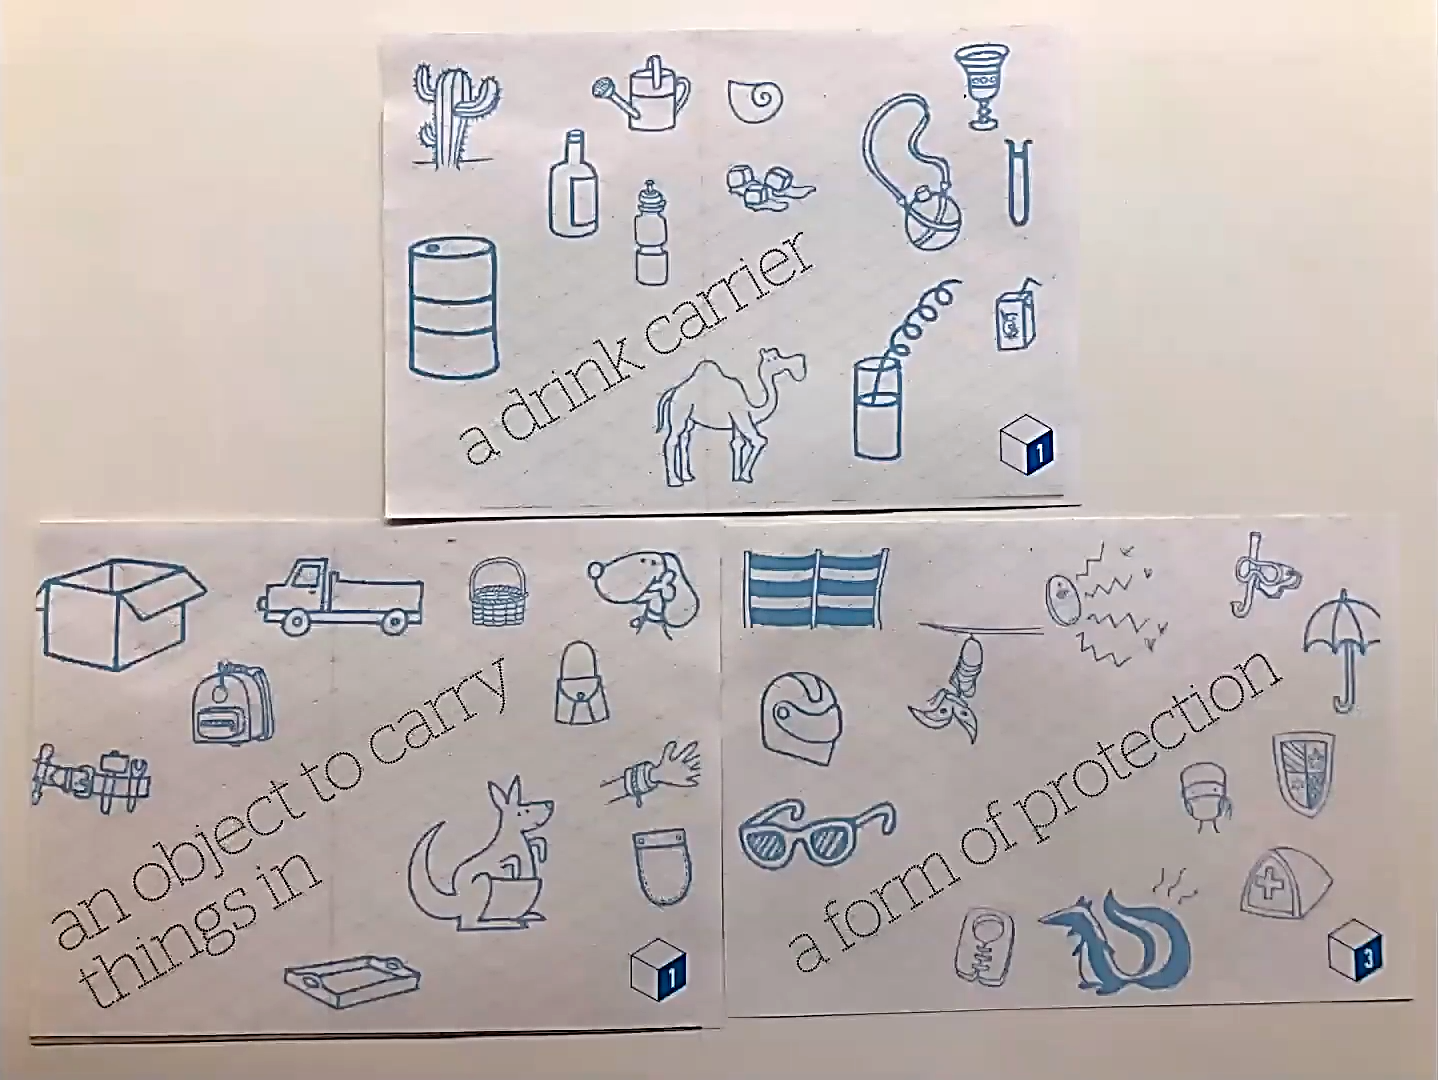 a drink carrier
1
an object to carry
things in
1
a form of protection
3